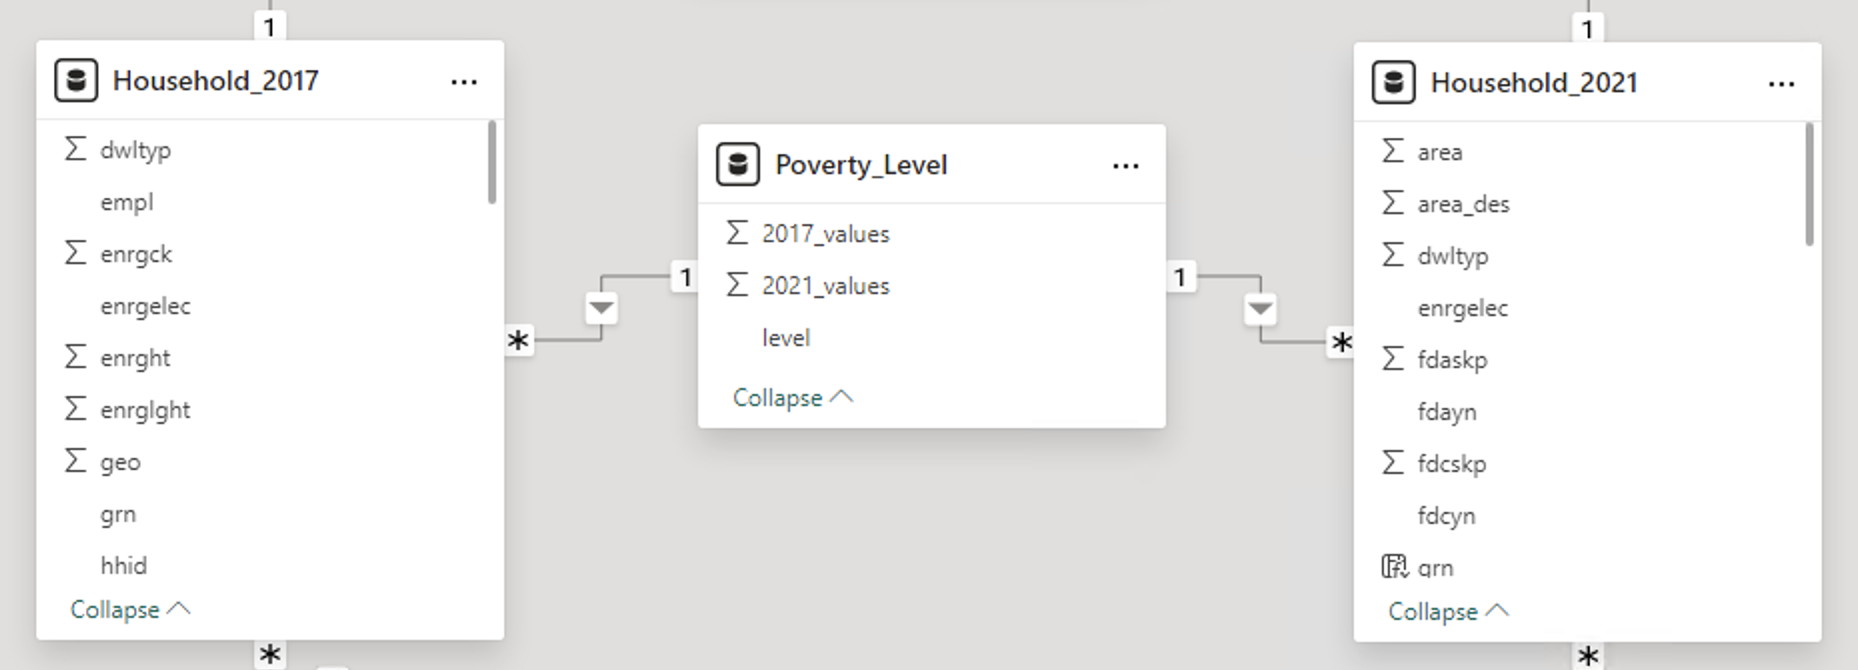 1
Household_2017
dwltyp
empl
enrgck
enrgelec
enrght
enrglght
geo
grn
hhid
Collapse
*
*
1
Poverty_Level
2017_values
2021_values
level
Collapse
1
*
1
Household_2021
area
area_des
dwltyp
enrgelec
fdaskp
fdayn
fdcskp
fdcyn
grn
Collapse
*